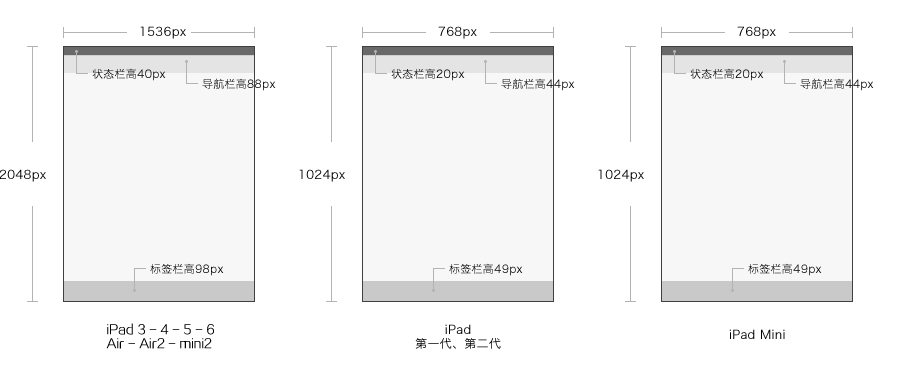 1536px
状态栏高40px
导航栏高88px
2048px
标签栏高98px
iPad 3 - 4 - 5 - 6
Air - Air2 - mini2
768px
状态栏高20px
导航栏高44px
1024px
标签栏高49px
iPad
第一代、第二代
768px
状态栏高20px
导航栏高44px
1024px
标签栏高49px
iPad Mini